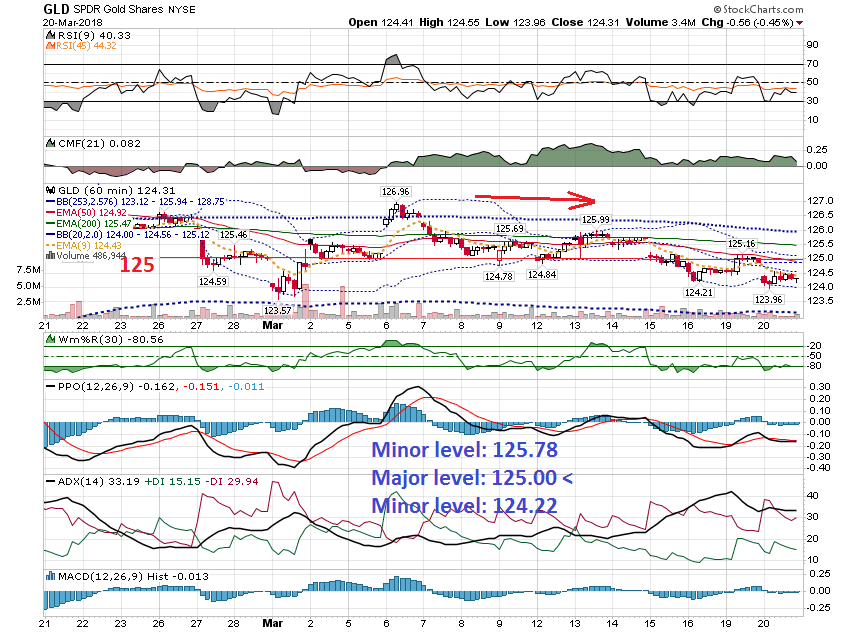 GLD SPDR Gold Shares NYSE
© StockCharts.com
20-Mar-2018
Open 124.41 High 124.55 Low 123.96 Close 124.31 Volume 3.4M Chg -0.56 (-0.45%)
RSI(9) 40.33
RSI(45) 44.32
90
70
50
30
10
CMF(21) 0.082
0.25
0.00
GLD (60 min) 124.31
BB(253,2.576) 123.12 - 125.94 - 128.75
EMA(50) 124.92
EMA(200) 125.47
BB(20,2.0) 124.00 - 124.56 - 125.12
EMA(9) 124.43
Volume 486,944
125
126.96
125.99
125.69
125.46
125.16
124.59
124.78
124.84
124.21
123.57
123.96
127.0
126.5
126.0
125.5
125.0
124.5
124.0
123.5
7.5M
5.0M
2.5M
21 22 23 26 27 28 Mar 2 5 6 7 8 9 12 13 14 15 16 19 20
Wm%R(30) -80.56
-20
-50
-80
PPO(12,26,9) -0.162, -0.151, -0.011
0.30
0.20
0.10
0.00
-0.10
-0.20
-0.30
-0.40
Minor level: 125.78
Major level: 125.00 <
Minor level: 124.22
ADX(14) 33.19 +DI 15.15 -DI 29.94
40
30
20
10
MACD(12,26,9) Hist -0.013
0.25
0.00
-0.25
21 22 23 26 27 28 Mar 2 5 6 7 8 9 12 13 14 15 16 19 20